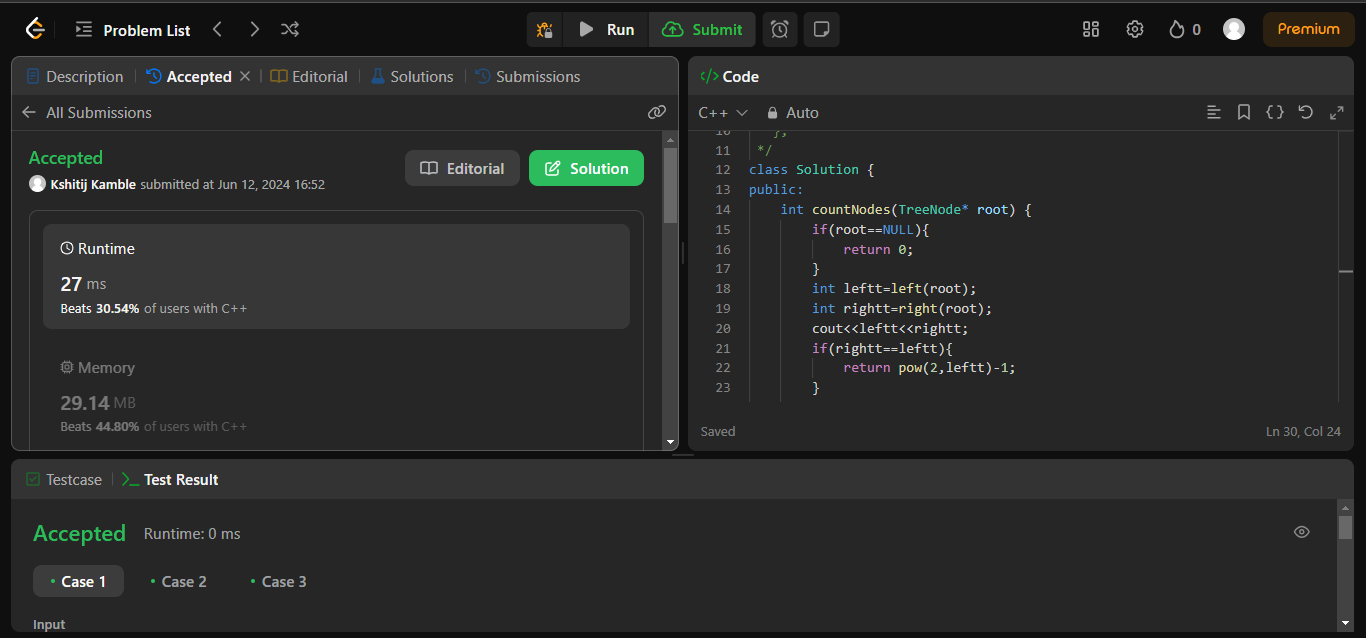 Problem List
Run
Submit
0
Premium
Description
Accepted
Editorial
Solutions
Submissions
All Submissions
Accepted
Kshitij Kamble submitted at Jun 12, 2024 16:52
Editorial
Solution
Runtime
27 ms
Beats 30.54% of users with C++
Memory
29.14 MB
Beats 44.80% of users with C++
</> Code
C++
Auto
10 };
11 */
12 class Solution {
13 public:
14 int countNodes(TreeNode* root) {
15 if(root==NULL){
16 return 0;
17 }
18 int leftt=left(root);
19 int rightt=right(root);
20 cout<<leftt<<rightt;
21 if(rightt==leftt){
22 return pow(2,leftt)-1;
23 }
Saved
Ln 30, Col 24
Testcase
Test Result
Accepted Runtime: 0 ms
Case 1
Case 2
Case 3
Input